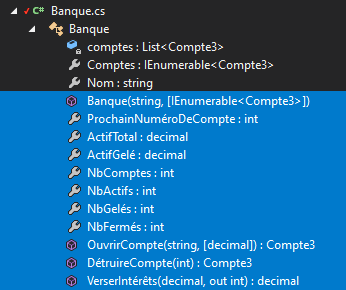 C# Banque.cs
Banque
comptes : List<Compte3>
Comptes : IEnumerable<Compte3>
Nom : string
Banque(string, [IEnumerable<Compte3>])
ProchainNuméroDeCompte : int
ActifTotal : decimal
ActifGelé : decimal
NbComptes : int
NbActifs : int
NbGelés : int
NbFermés : int
OuvrirCompte(string, [decimal]) : Compte3
DétruireCompte(int) : Compte3
VerserIntérêts(decimal, out int) : decimal